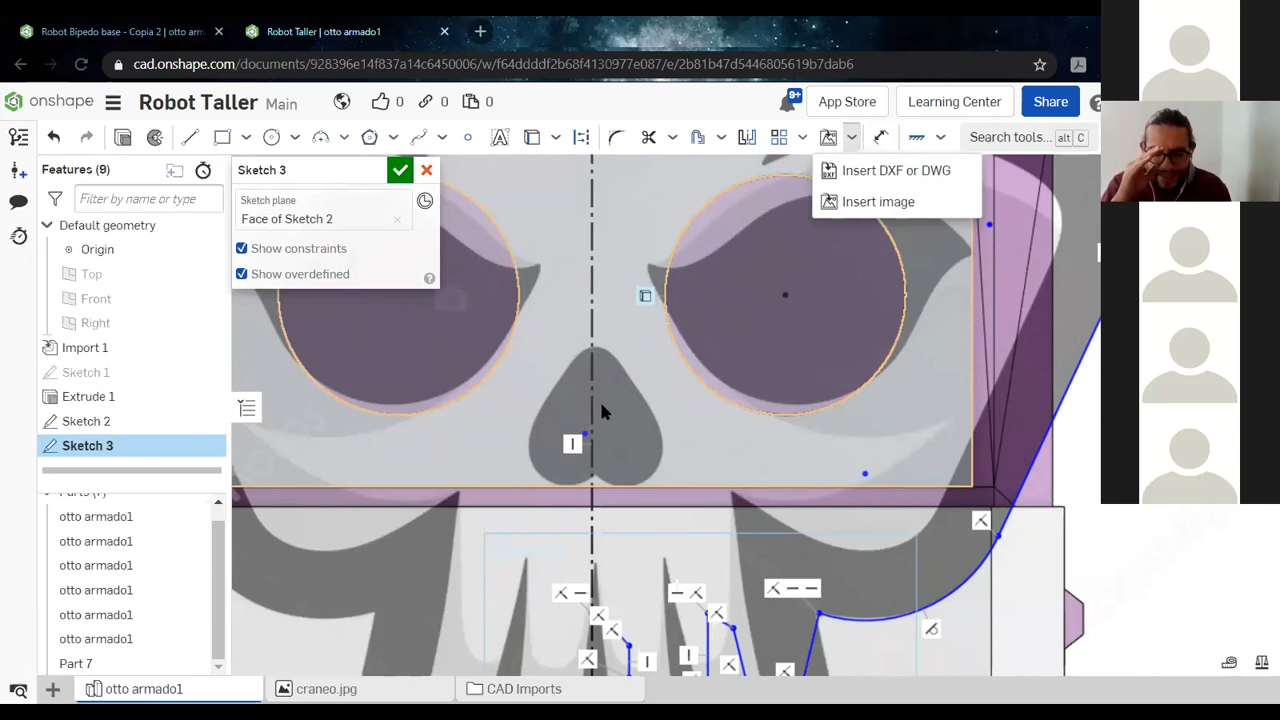 Robot Bipedo base - Copia 2 | otto arm
Robot Taller | otto armado1
cad.onshape.com/documents/928396e14f837a14c6450006/w/f64ddddf2b68f4130977e087/e/2b81b47d5446805619b7dab6
onshape
Robot Taller
Main
0
0
0
9+
App Store
Learning Center
Share
Search tools...
alt
C
Features (9)
Filter by name or type
Default geometry
Origin
Top
Front
Right
Import 1
Sketch 1
Extrude 1
Sketch 2
Sketch 3
Parts (7)
otto armado1
otto armado1
otto armado1
otto armado1
otto armado1
otto armado1
Part 7
Sketch 3
Sketch plane
Face of Sketch 2
Show constraints
Show overdefined
DXF
Insert DXF or DWG
Insert image
otto armado1
craneo.jpg
CAD Imports